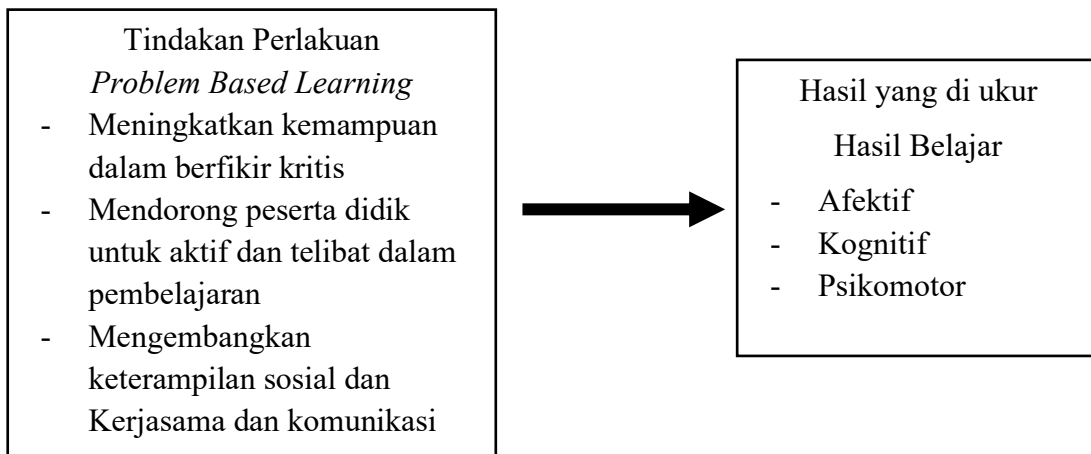 Tindakan Perlakuan
Problem Based Learning
- Meningkatkan kemampuan
dalam berfikir kritis
- Mendorong peserta didik
untuk aktif dan telibat dalam
pembelajaran
- Mengembangkan
keterampilan sosial dan
Kerjasama dan komunikasi
Hasil yang di ukur
Hasil Belajar
- Afektif
- Kognitif
- Psikomotor